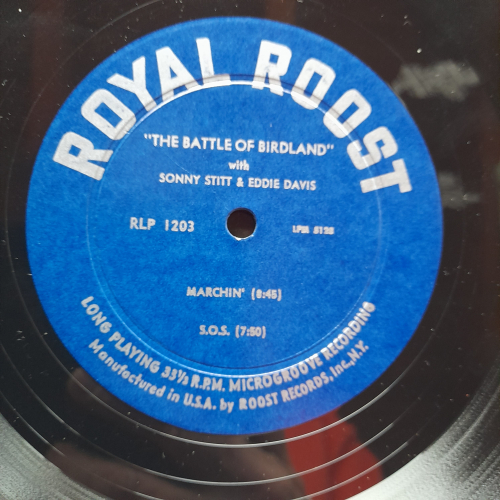 ROYAL ROOST
"THE BATTLE OF BIRDLAND"
with
SONNY STITT & EDDIE DAVIS
RLP 1203
MARCHIN' (8:45)
S.O.S. (7:50)
LONG PLAYING 33⅓ R.P.M. MICROGROOVE RECORDING
Manufactured in U.S.A. by ROOST RECORDS, Inc., N.Y.